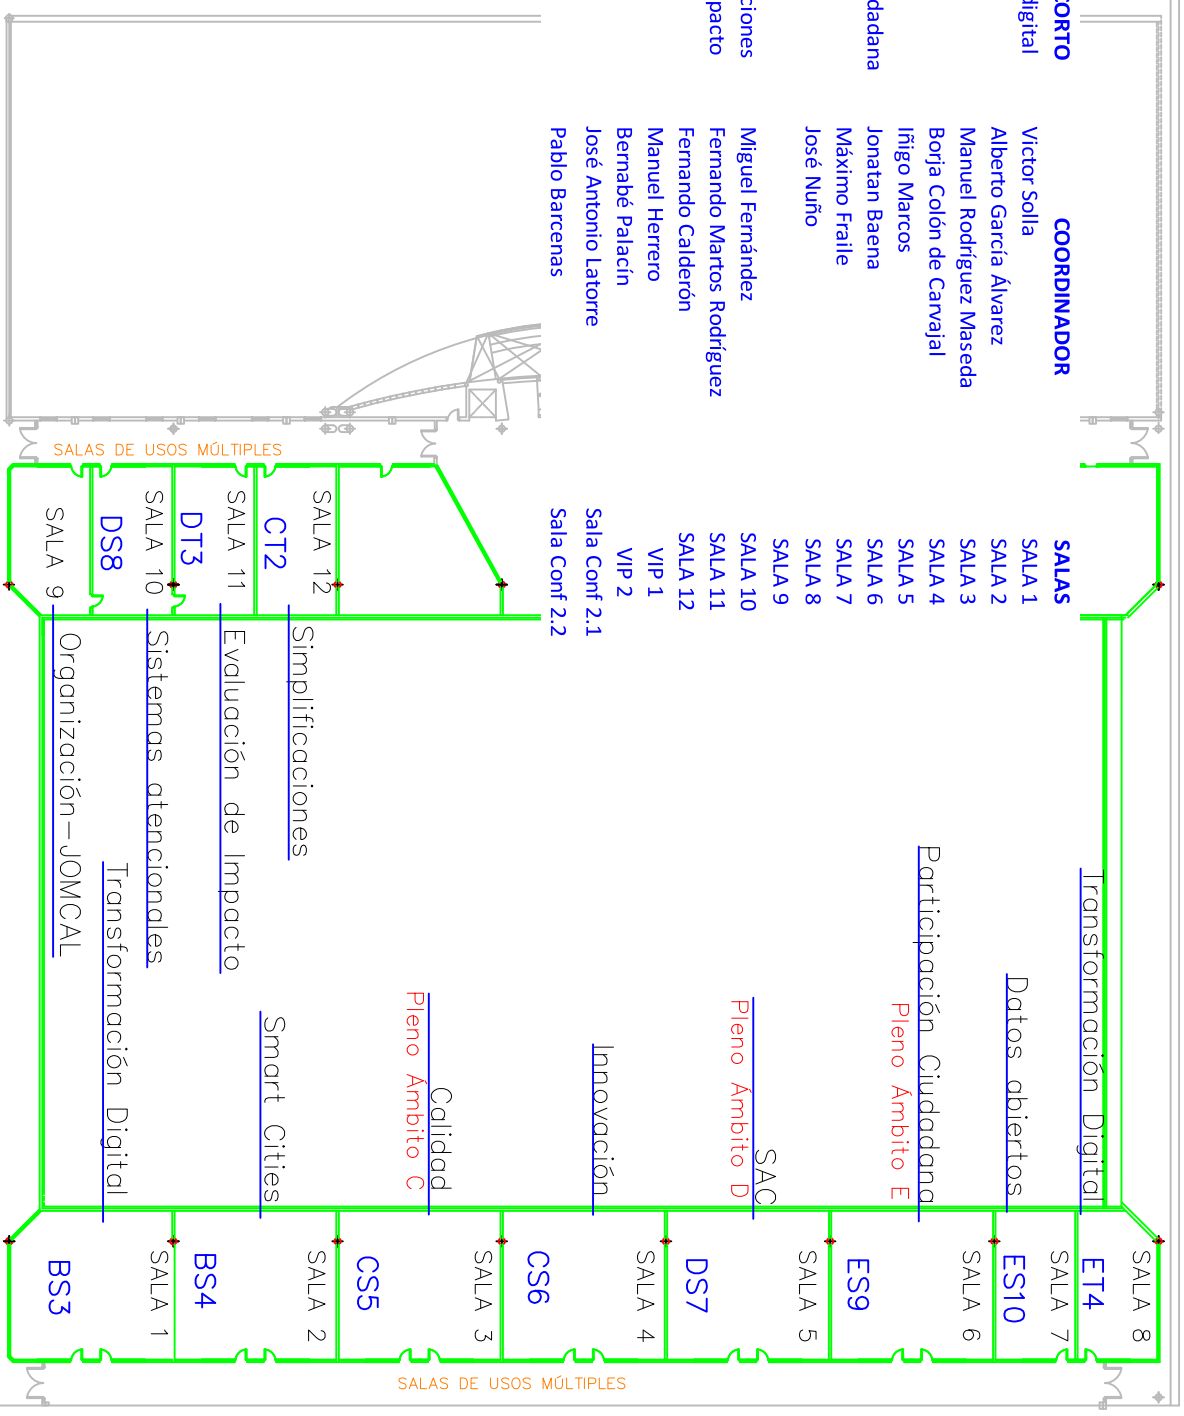 CORTO COORDINADOR SALAS
digital Victor Solla SALA 1
Alberto García Álvarez SALA 2
Manuel Rodríguez Maseda SALA 3
Borja Colón de Carvajal SALA 4
Iñigo Marcos SALA 5
dadana Jonatan Baena SALA 6
Máximo Fraile SALA 7
José Nuño SALA 8
SALA 9
ciones Miguel Fernández SALA 10
pacto Fernando Martos Rodríguez SALA 11
Fernando Calderón SALA 12
Manuel Herrero VIP 1
Bernabé Palacín VIP 2
José Antonio Latorre Sala Conf 2.1
Pablo Barcenas Sala Conf 2.2
SALAS DE USOS MÚLTIPLES
SALA 12
CT2
SALA 11
DT3
SALA 10
DS8
SALA 9
Simplificaciones
Evaluación de Impacto
Sistemas atencionales
Organización-JOMCAL
Transformación Digital
Datos abiertos
Participación Ciudadana
Pleno Ámbito E
SAC
Pleno Ámbito D
Innovación
Calidad
Pleno Ámbito C
Smart Cities
Transformación Digital
SALA 8
ET4
SALA 7
ES10
SALA 6
ES9
SALA 5
DS7
SALA 4
CS6
SALA 3
CS5
SALA 2
BS4
SALA 1
BS3
SALAS DE USOS MÚLTIPLES